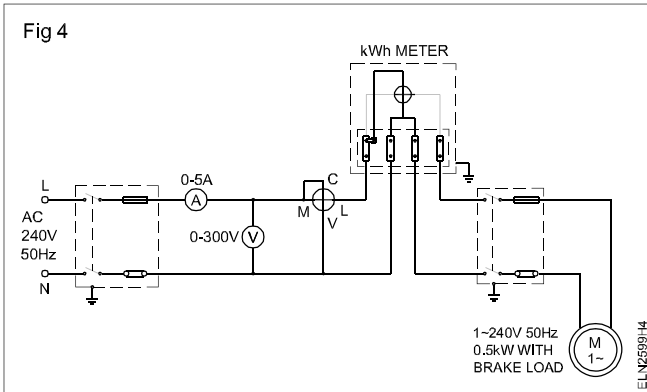 Fig 4
kWh METER
L
AC
240V
50Hz
N
0-5A
A
0-300V
V
C
M
L
V
1~240V 50Hz
0.5kW WITH
BRAKE LOAD
M
1~
ELN2599H4